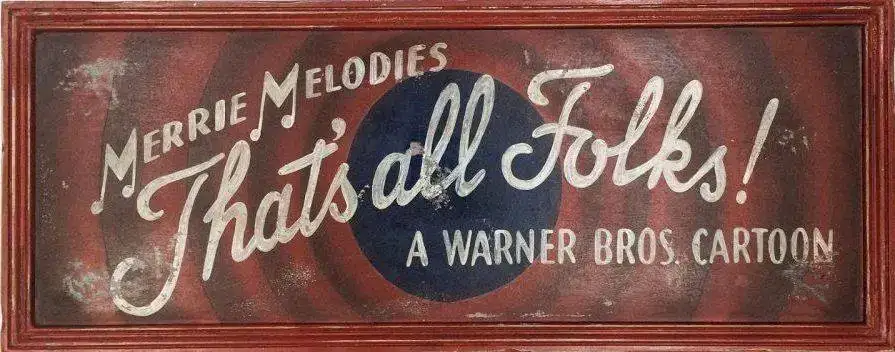 MERRIE MELODIES
That's all Folks!
A WARNER BROS. CARTOON